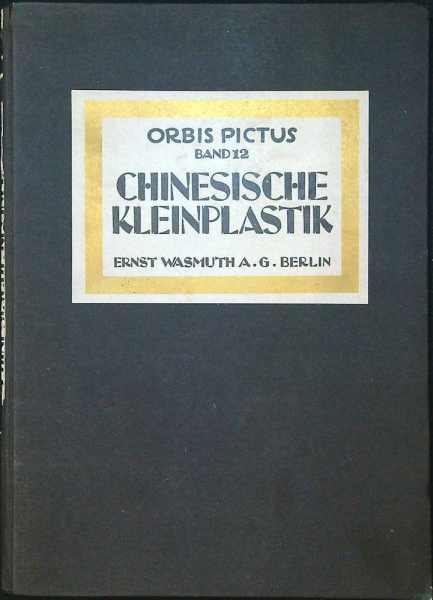 ORBIS PICTUS
BAND 12
CHINESISCHE
KLEINPLASTIK
ERNST WASMUTH A.G. BERLIN